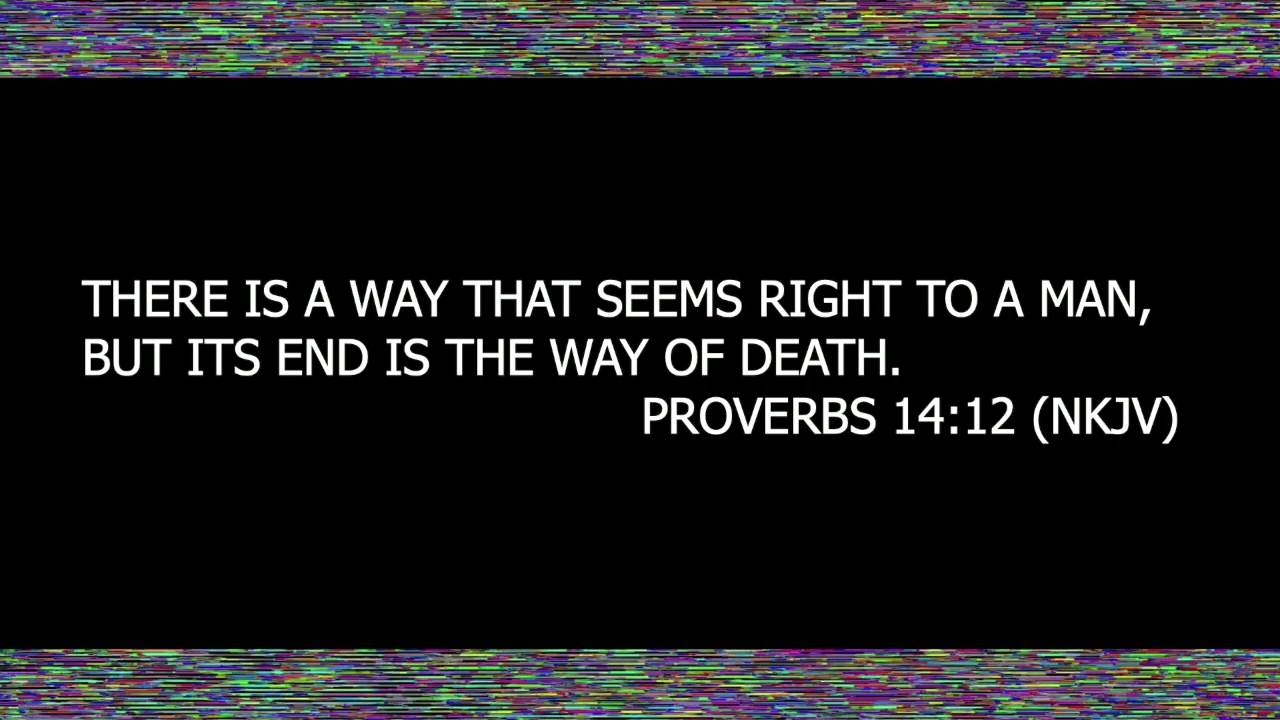 THERE IS A WAY THAT SEEMS RIGHT TO A MAN,
BUT ITS END IS THE WAY OF DEATH.
PROVERBS 14:12 (NKJV)